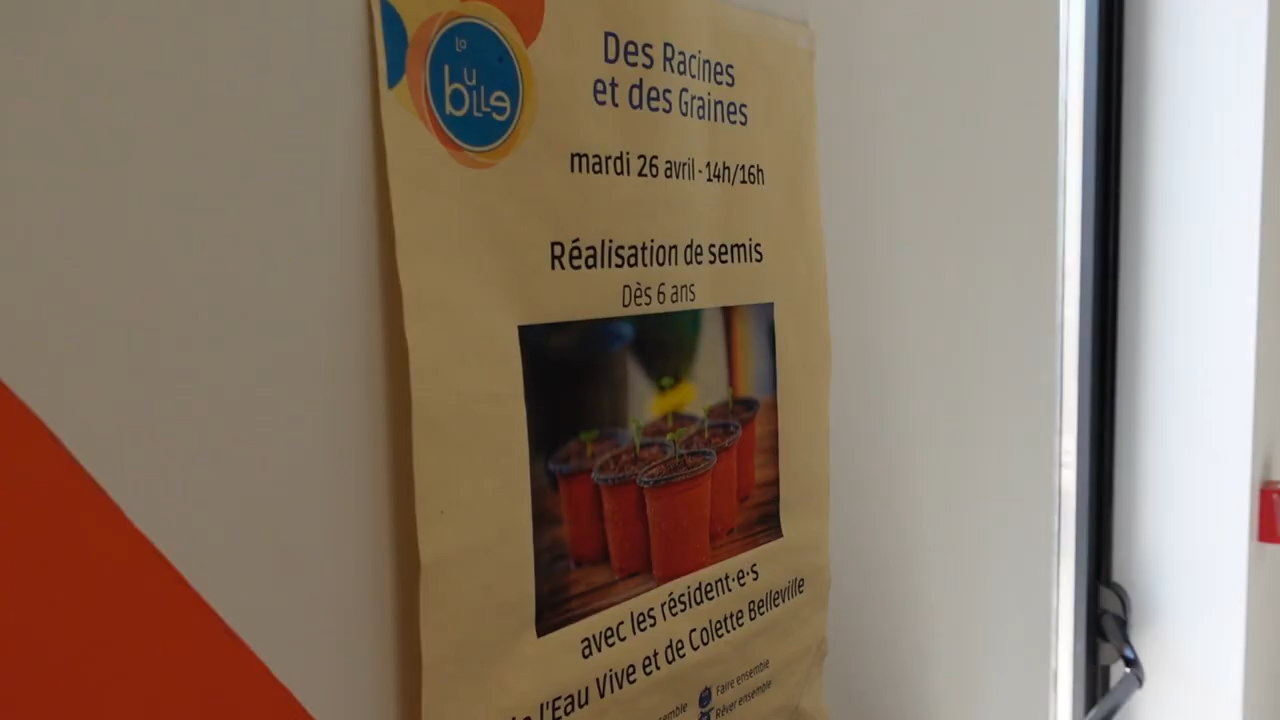 La bulle
Des Racines
et des Graines
mardi 26 avril - 14h/16h
Réalisation de semis
Dès 6 ans
avec les résident·e·s
l'Eau Vive et de Colette Belleville
Faire ensemble
Rêver ensemble